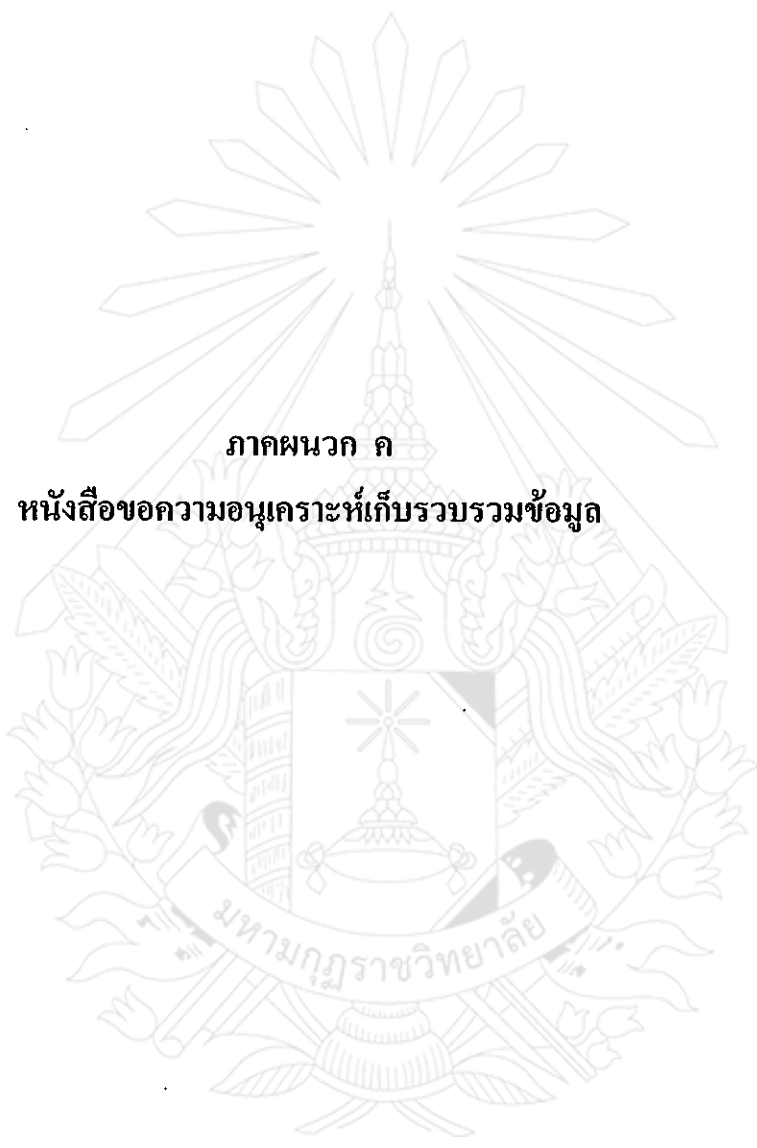 ภาคผนวก ค
หนังสือขอความอนุเคราะห์เก็บรวบรวมข้อมูล
มหามกุฏราชวิทยาลัย